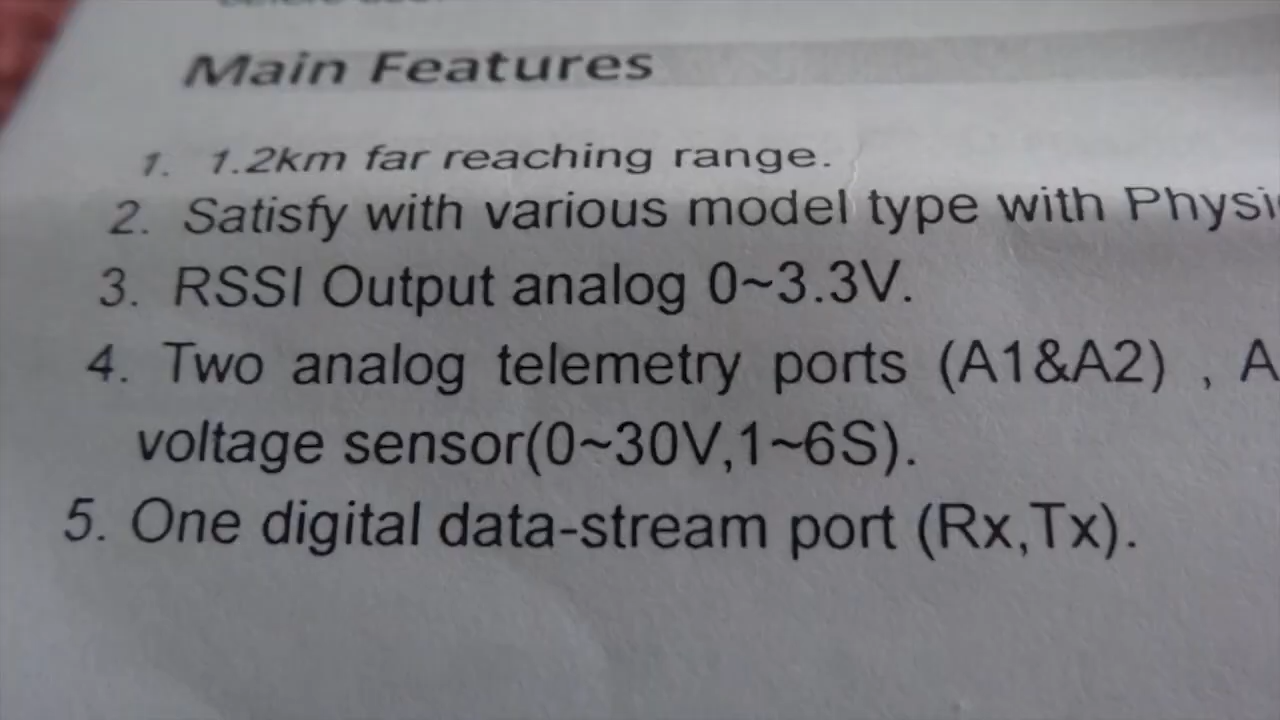 Main Features
1. 1.2km far reaching range.
2. Satisfy with various model type with
3. RSSI Output analog 0~3.3V.
4. Two analog telemetry ports (A1&A2) , A
voltage sensor(0~30V,1~6S).
5. One digital data-stream port (Rx,Tx).